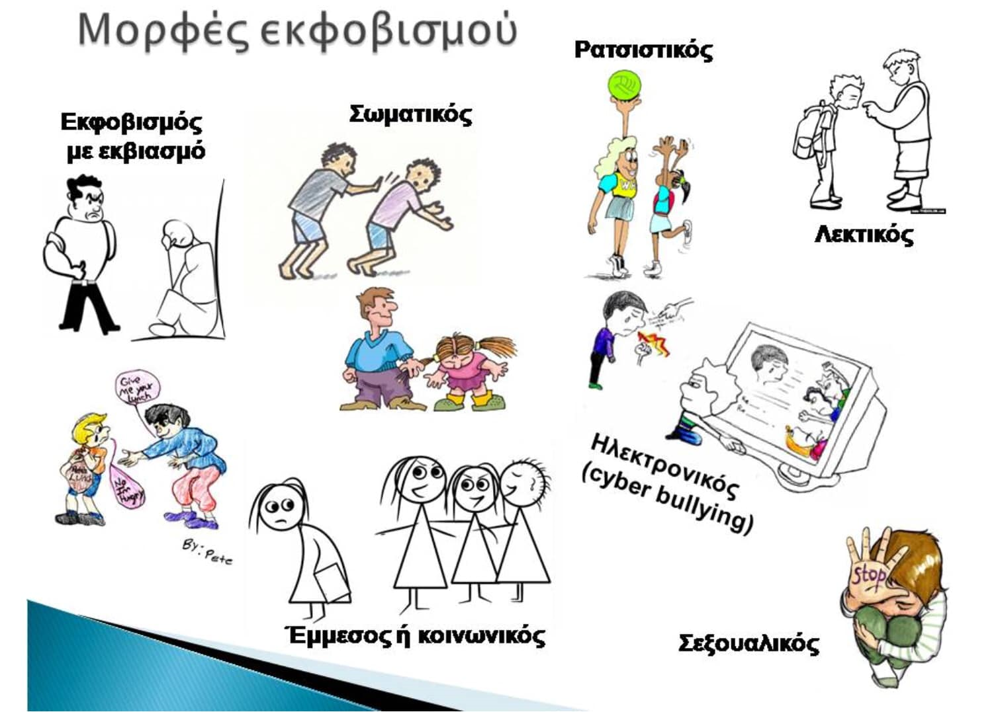 Μορφές εκφοβισμού
Ρατσιστικός
Σωματικός
Εκφοβισμός
με εκβιασμό
Λεκτικός
Give
me your
Lunch
Pete's
Lunch
No
I'm
Hungry
By: Pete
Ηλεκτρονικός
(cyber bullying)
stop
Έμμεσος ή κοινωνικός
Σεξουαλικός